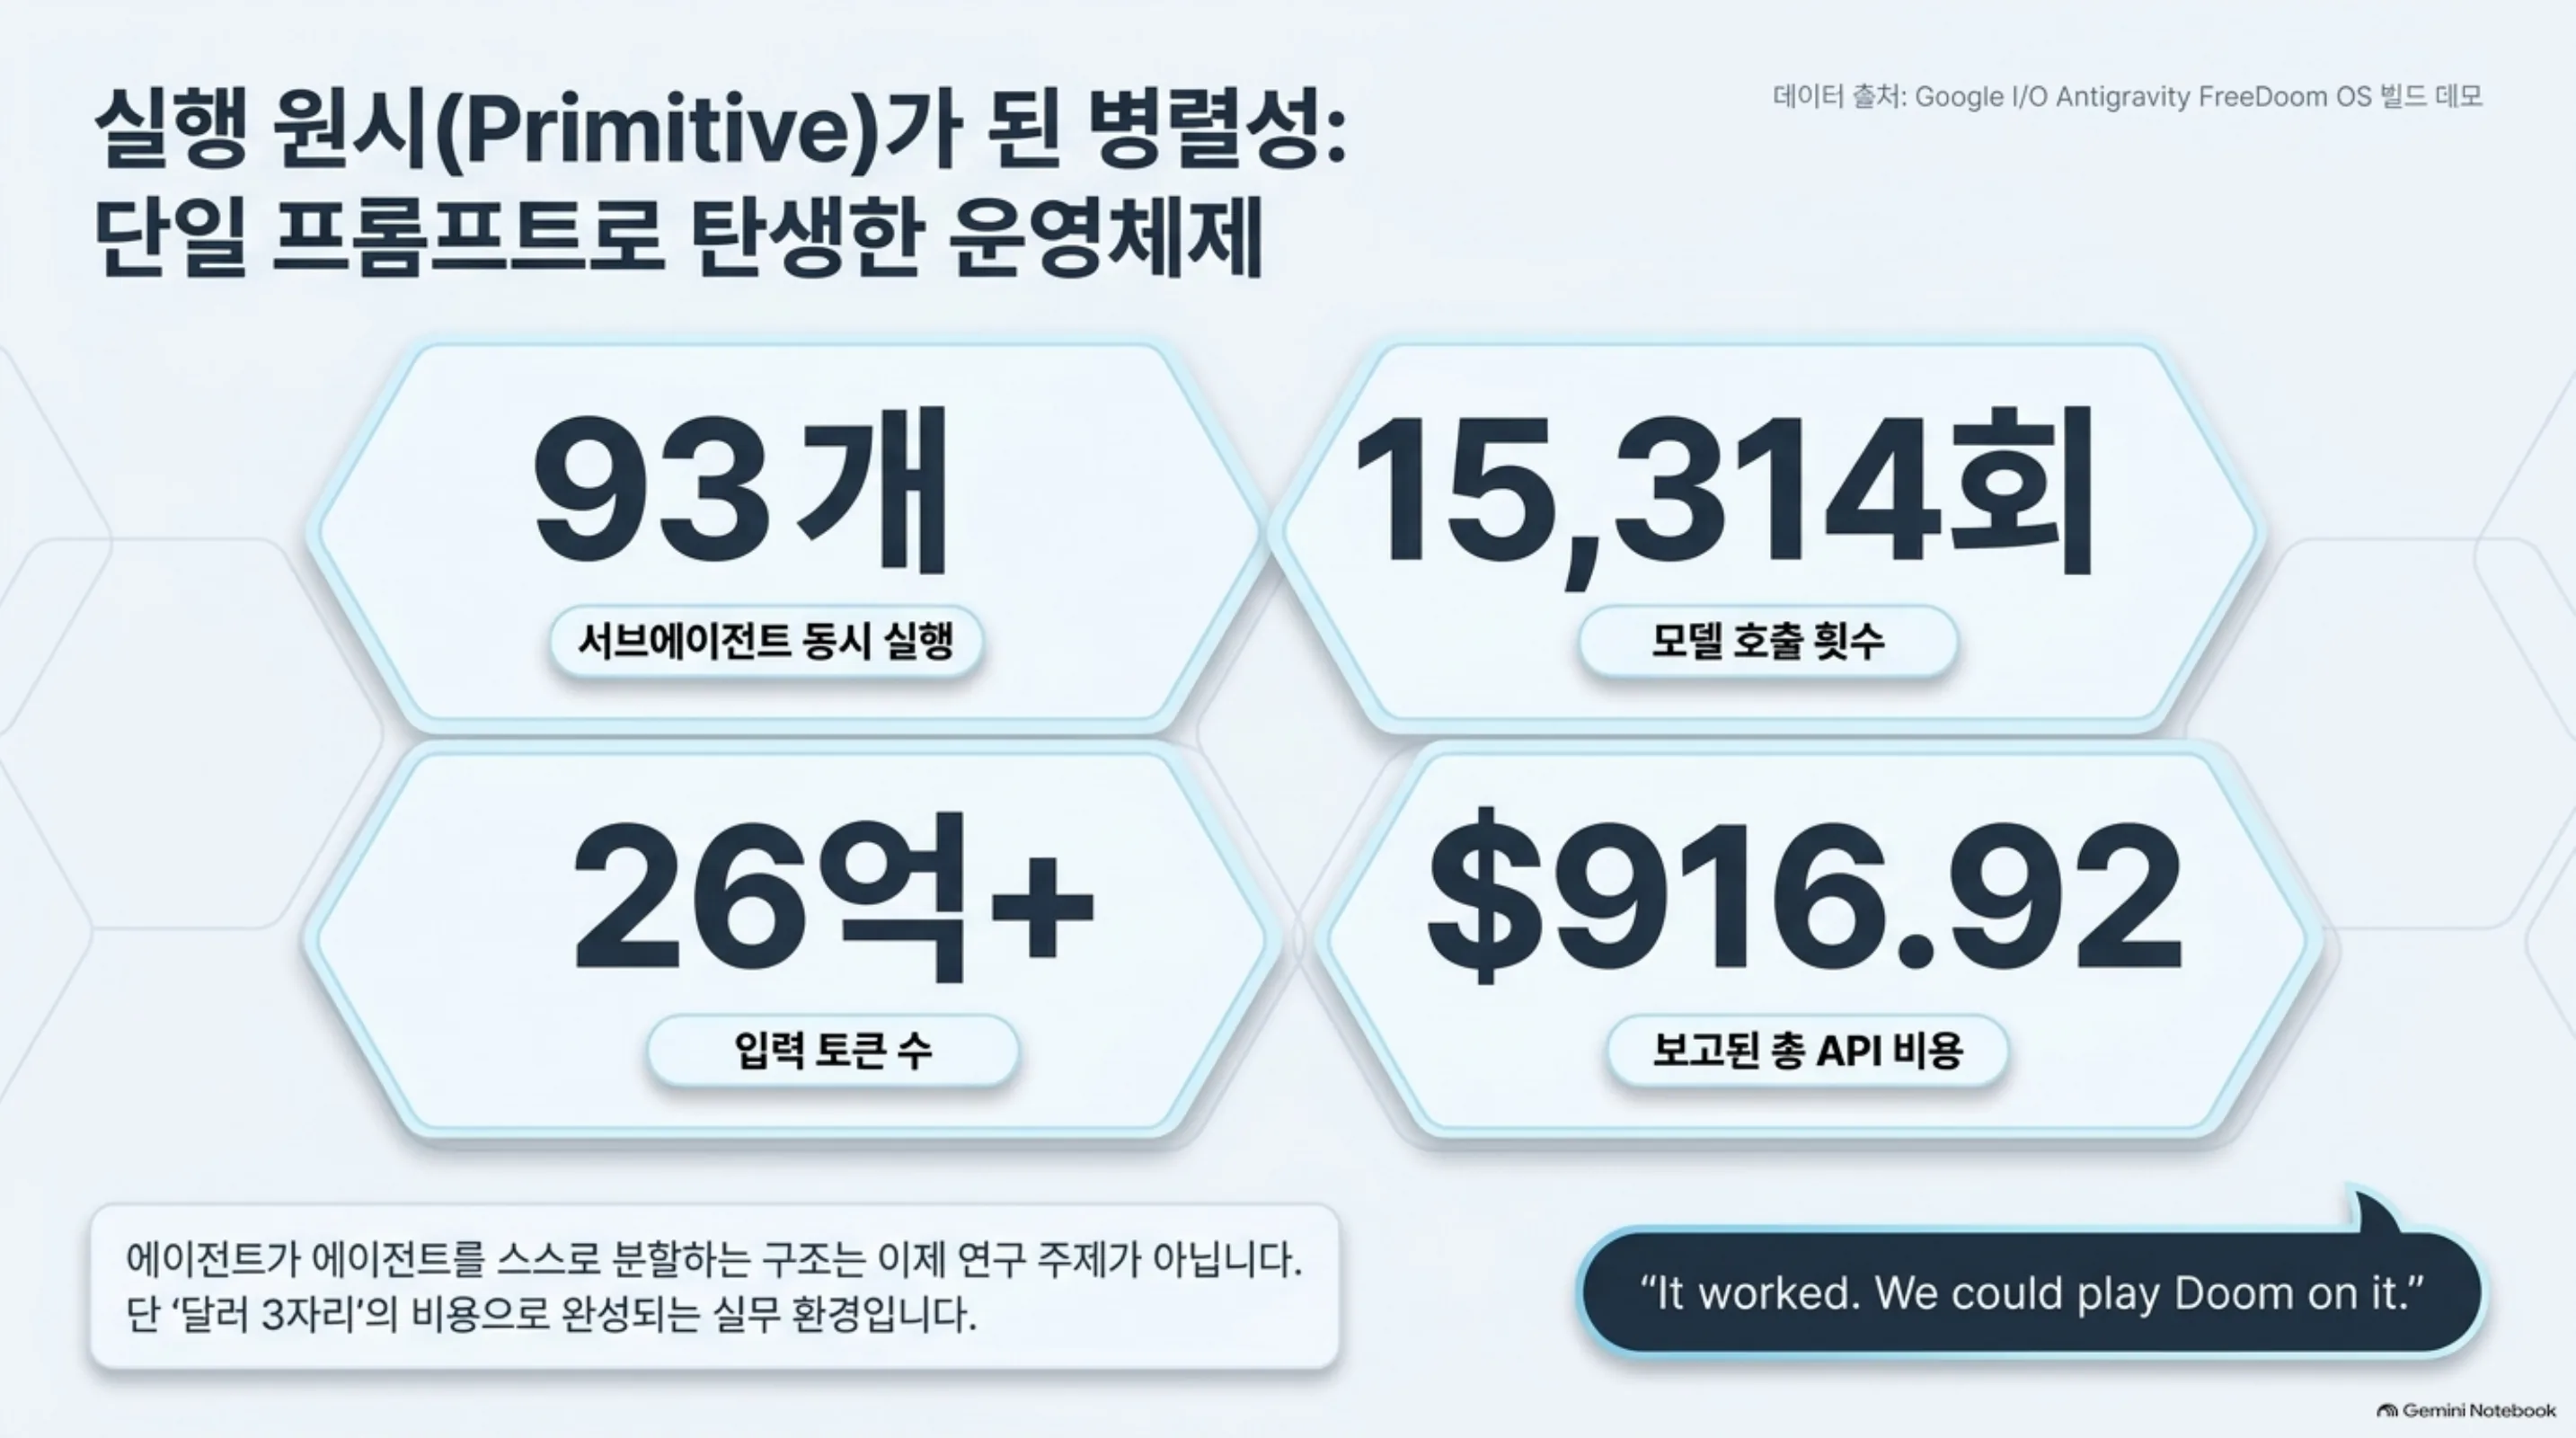 실행 원시(Primitive)가 된 병렬성:
단일 프롬프트로 탄생한 운영체제
데이터 출처: Google I/O Antigravity FreeDoom OS 빌드 데모
93개
서브에이전트 동시 실행
15,314회
모델 호출 횟수
26억+
입력 토큰 수
$916.92
보고된 총 API 비용
에이전트가 에이전트를 스스로 분할하는 구조는 이제 연구 주제가 아닙니다.
단 ‘달러 3자리’의 비용으로 완성되는 실무 환경입니다.
“It worked. We could play Doom on it.”
Gemini Notebook